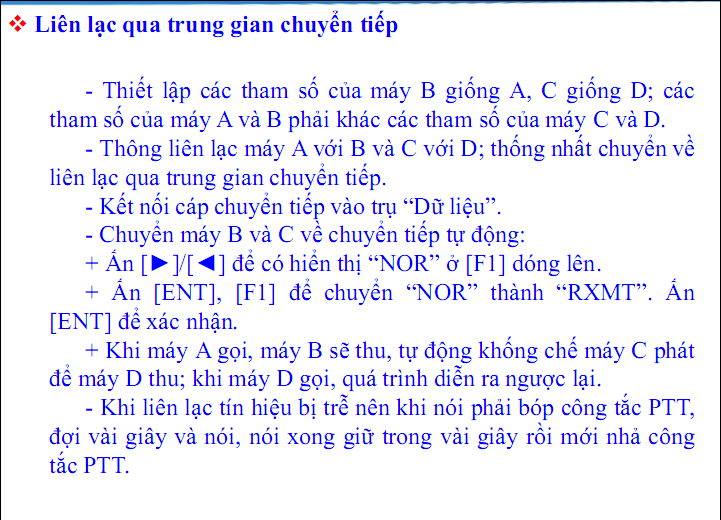 ❖ Liên lạc qua trung gian chuyển tiếp
- Thiết lập các tham số của máy B giống A, C giống D; các
tham số của máy A và B phải khác các tham số của máy C và D.
- Thông liên lạc máy A với B và C với D; thống nhất chuyển về
liên lạc qua trung gian chuyển tiếp.
- Kết nối cáp chuyển tiếp vào trụ “Dữ liệu”.
- Chuyển máy B và C về chuyển tiếp tự động:
+ Ấn [►]/[◄] để có hiển thị “NOR” ở [F1] dóng lên.
+ Ấn [ENT], [F1] để chuyển “NOR” thành “RXMT”. Ấn
[ENT] để xác nhận.
+ Khi máy A gọi, máy B sẽ thu, tự động khống chế máy C phát
để máy D thu; khi máy D gọi, quá trình diễn ra ngược lại.
- Khi liên lạc tín hiệu bị trễ nên khi nói phải bóp công tắc PTT,
đợi vài giây và nói, nói xong giữ trong vài giây rồi mới nhả công
tắc PTT.